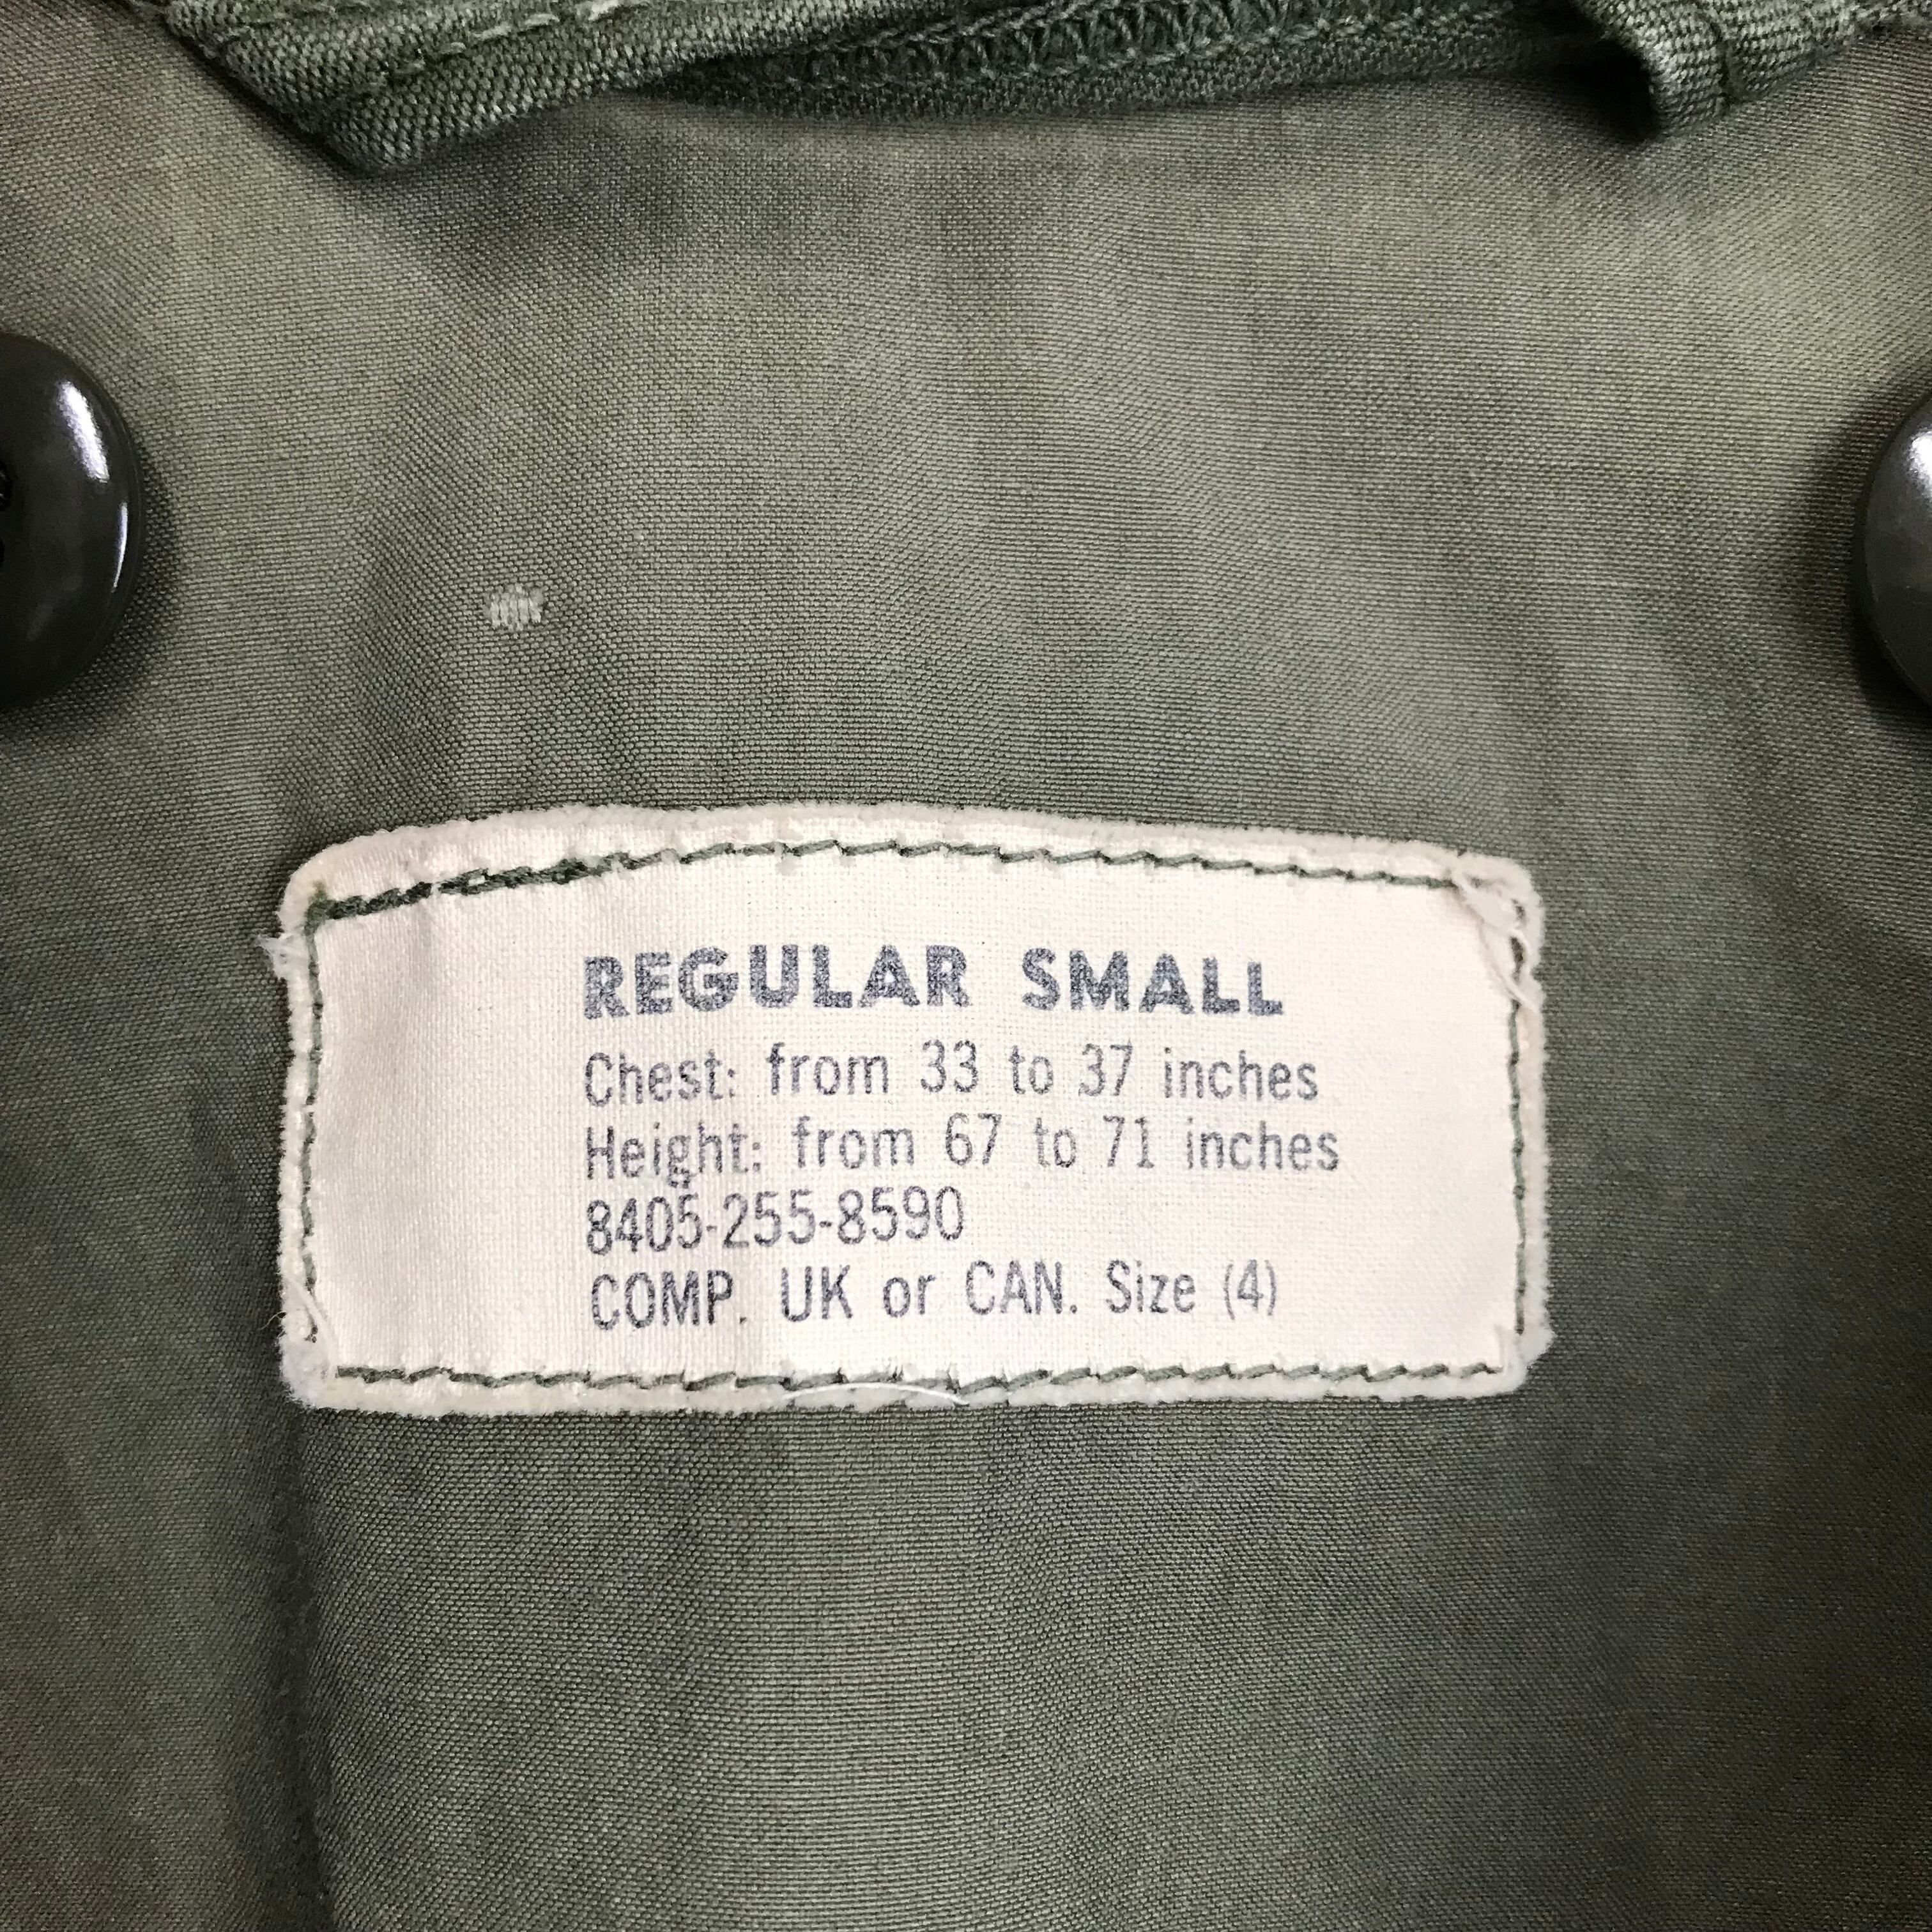 REGULAR SMALL
Chest: from 33 to 37 inches
Height: from 67 to 71 inches
8405-255-8590
COMP. UK or CAN. Size (4)